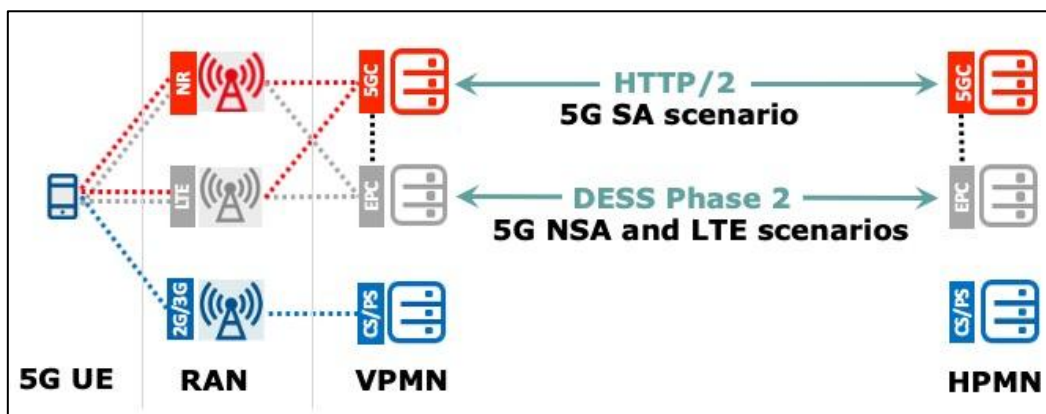 NR
5GC
HTTP/2
5G SA scenario
5GC
LTE
EPC
DESS Phase 2
5G NSA and LTE scenarios
EPC
2G/3G
CS/PS
CS/PS
5G UE
RAN
VPMN
HPMN